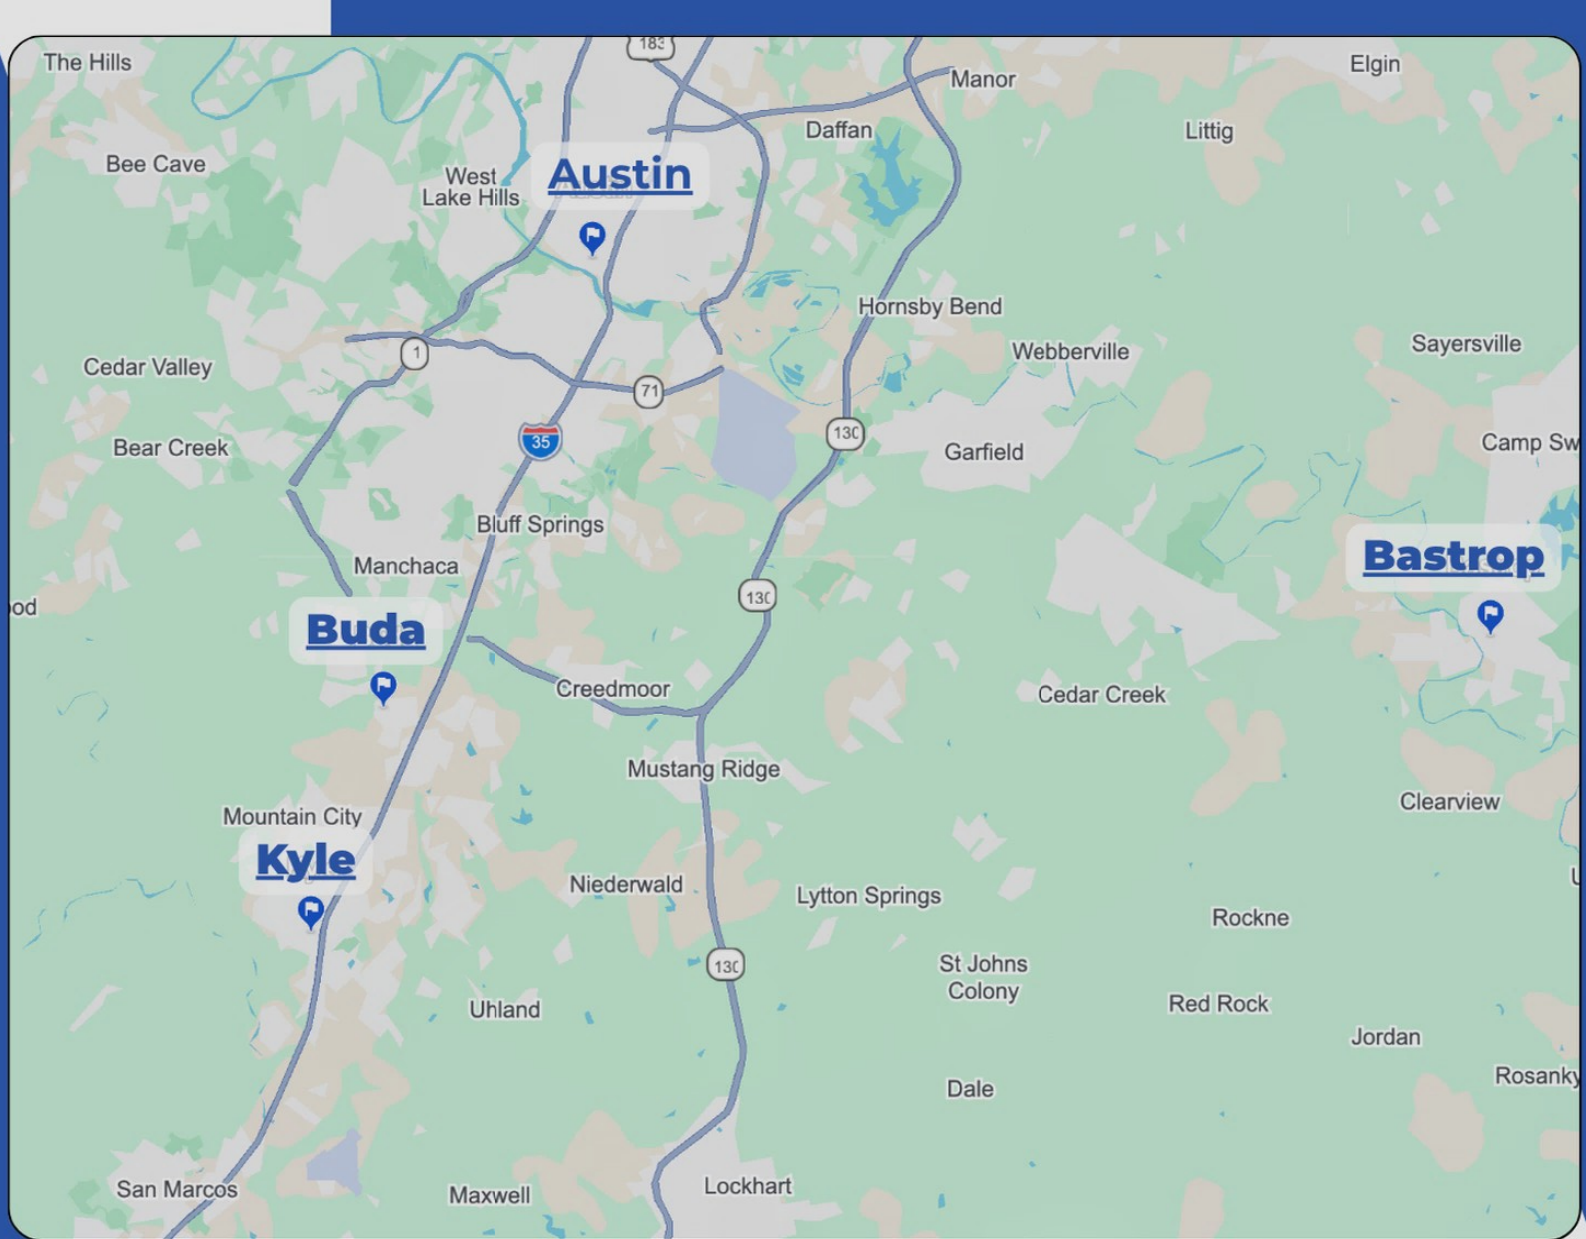 183
The Hills
Elgin
Manor
Daffan
Littig
Bee Cave
West
Lake Hills
Austin
Hornsby Bend
Sayersville
Webberville
1
Cedar Valley
71
35
130
Camp Sw
Bear Creek
Garfield
Bluff Springs
Bastrop
Manchaca
130
ood
Buda
Creedmoor
Cedar Creek
Mustang Ridge
Clearview
Mountain City
Kyle
Niederwald
Lytton Springs
Rockne
St Johns
Colony
130
Red Rock
Uhland
Jordan
Rosanky
Dale
San Marcos
Maxwell
Lockhart